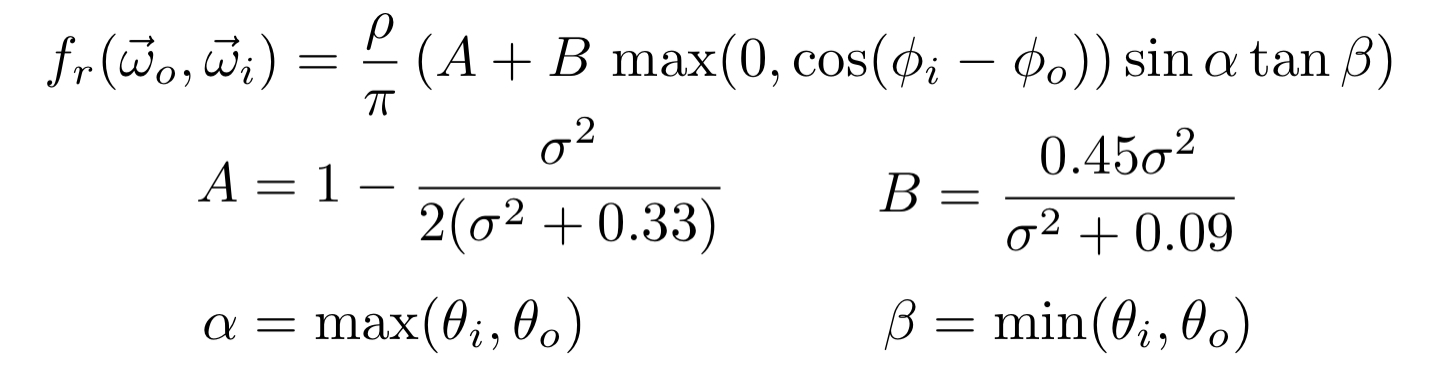 $f_r(\vec{\omega}_o, \vec{\omega}_i) = \frac{\rho}{\pi} (A + B \max(0, \cos(\phi_i - \phi_o)) \sin \alpha \tan \beta)$
$A = 1 - \frac{\sigma^2}{2(\sigma^2 + 0.33)}$ $B = \frac{0.45\sigma^2}{\sigma^2 + 0.09}$
$\alpha = \max(\theta_i, \theta_o)$ $\beta = \min(\theta_i, \theta_o)$